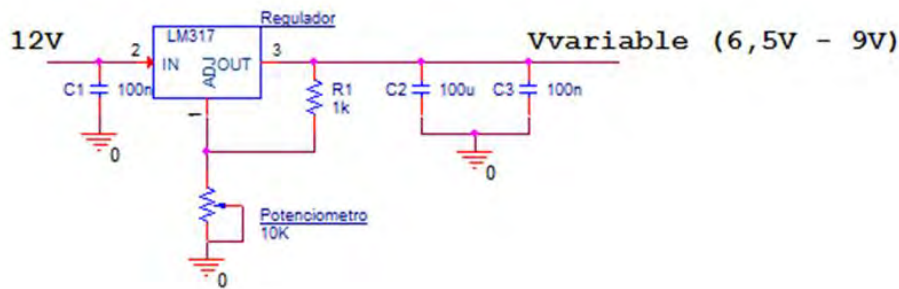 Regulador
12V
LM317
2
IN
ADJ
OUT
3
1
Vvariable (6,5V - 9V)
C1 100n
R1
1k
C2 100u
C3 100n
0
0
Potenciometro
10K
0